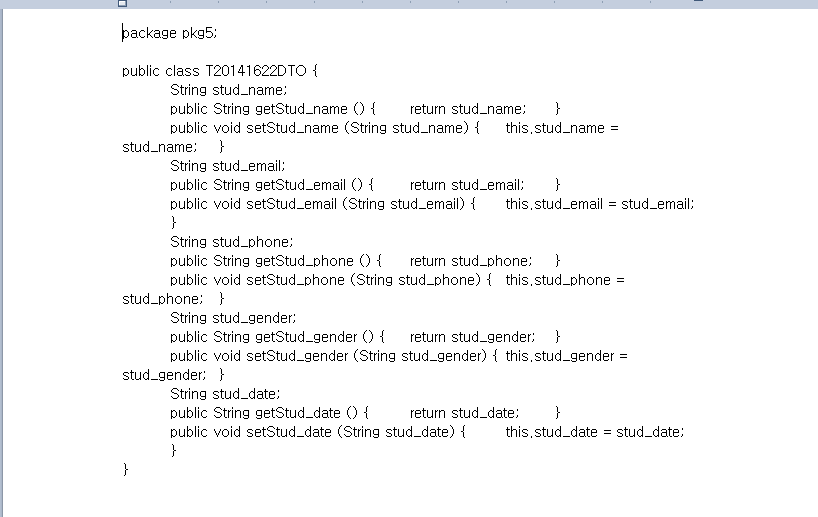 package pkg5;
public class T20141622DTO {
String stud_name;
public String getStud_name () { return stud_name; }
public void setStud_name (String stud_name) { this.stud_name =
stud_name; }
String stud_email;
public String getStud_email () { return stud_email; }
public void setStud_email (String stud_email) { this.stud_email = stud_email;
}
String stud_phone;
public String getStud_phone () { return stud_phone; }
public void setStud_phone (String stud_phone) { this.stud_phone =
stud_phone; }
String stud_gender;
public String getStud_gender () { return stud_gender; }
public void setStud_gender (String stud_gender) { this.stud_gender =
stud_gender; }
String stud_date;
public String getStud_date () { return stud_date; }
public void setStud_date (String stud_date) { this.stud_date = stud_date;
}
}